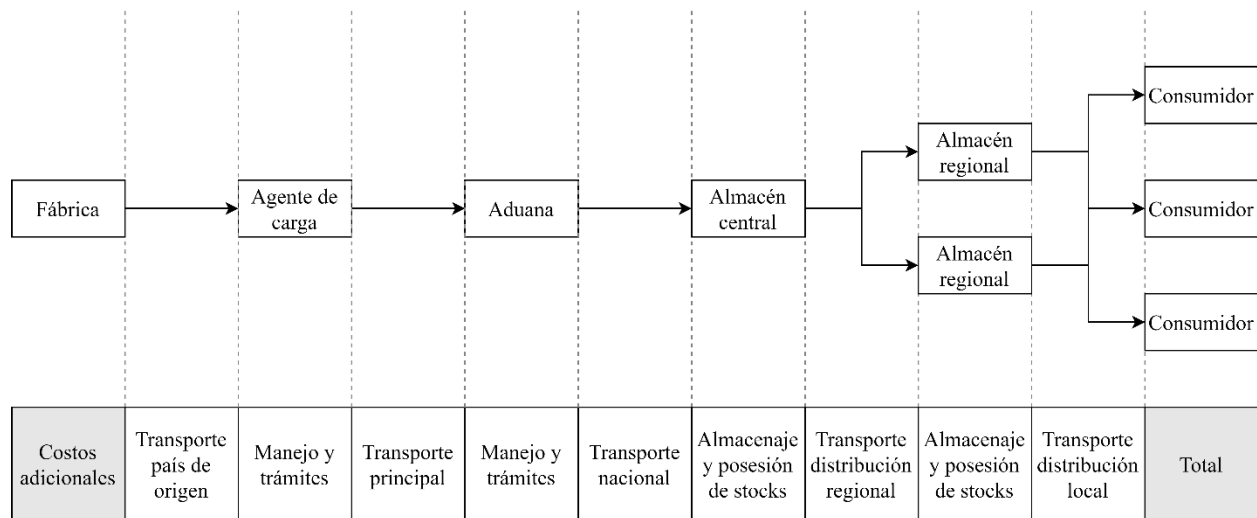 Consumidor
Almacén
regional
Fábrica
Agente de
carga
Aduana
Almacén
central
Consumidor
Almacén
regional
Consumidor
Costos
adicionales
Transporte
país de
origen
Manejo y
trámites
Transporte
principal
Manejo y
trámites
Transporte
nacional
Almacenaje
y posesión
de stocks
Transporte
distribución
regional
Almacenaje
y posesión
de stocks
Transporte
distribución
local
Total